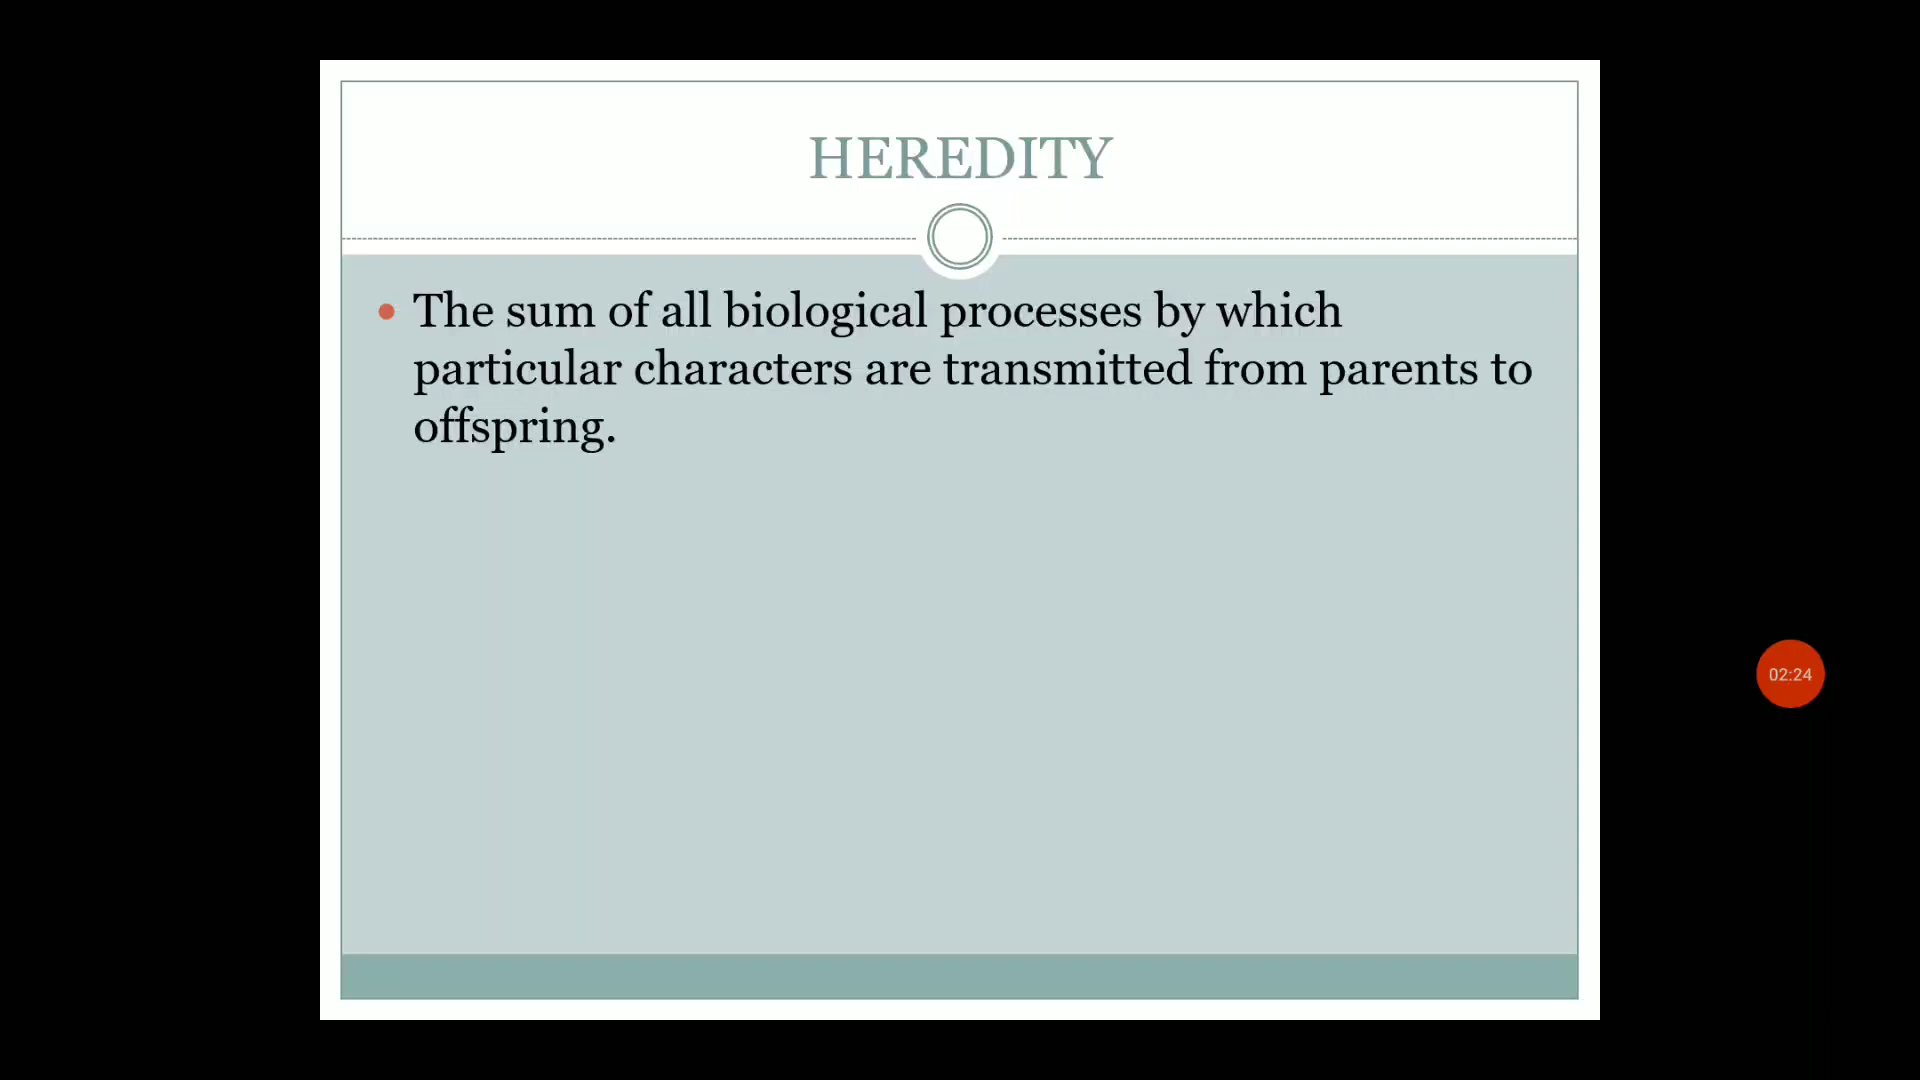 HEREDITY
• The sum of all biological processes by which
particular characters are transmitted from parents to
offspring.
02:24